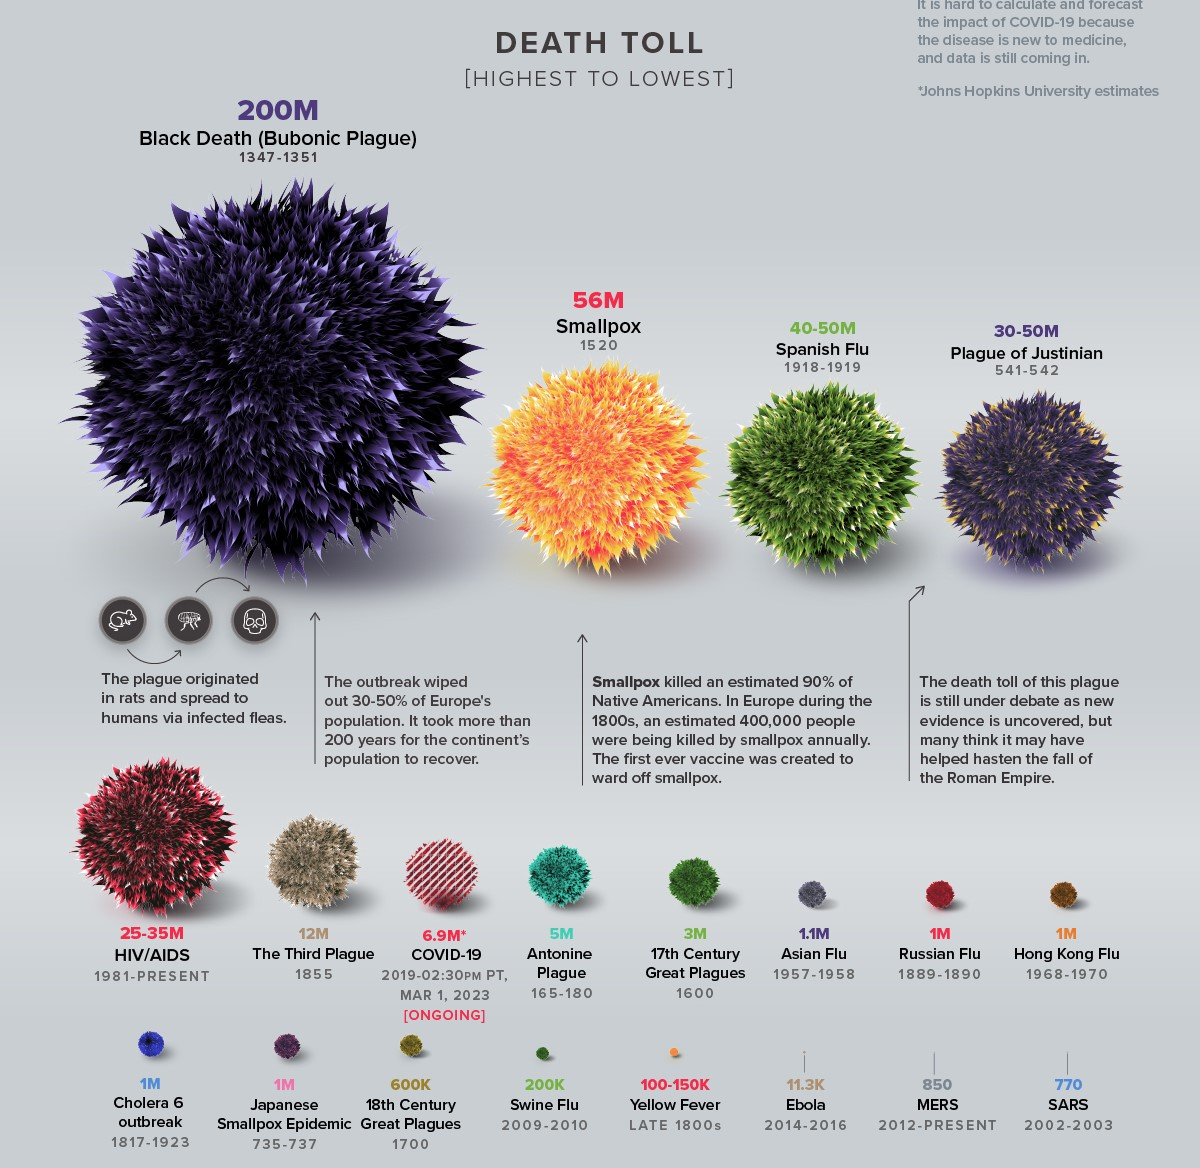 It is hard to calculate and forecast
the impact of COVID-19 because
the disease is new to medicine,
and data is still coming in.
*Johns Hopkins University estimates
DEATH TOLL
[HIGHEST TO LOWEST]
200M
Black Death (Bubonic Plague)
1347-1351
56M
Smallpox
1520
40-50M
Spanish Flu
1918-1919
30-50M
Plague of Justinian
541-542
The plague originated
in rats and spread to
humans via infected fleas.
The outbreak wiped
out 30-50% of Europe's
population. It took more than
200 years for the continent's
population to recover.
Smallpox killed an estimated 90% of
Native Americans. In Europe during the
1800s, an estimated 400,000 people
were being killed by smallpox annually.
The first ever vaccine was created to
ward off smallpox.
The death toll of this plague
is still under debate as new
evidence is uncovered, but
many think it may have
helped hasten the fall of
the Roman Empire.
25-35M
HIV/AIDS
1981-PRESENT
12M
The Third Plague
1855
6.9M*
COVID-19
2019-02:30PM PT,
MAR 1, 2023
[ONGOING]
5M
Antonine
Plague
165-180
3M
17th Century
Great Plagues
1600
1.1M
Asian Flu
1957-1958
1M
Russian Flu
1889-1890
1M
Hong Kong Flu
1968-1970
1M
Cholera 6
outbreak
1817-1923
1M
Japanese
Smallpox Epidemic
735-737
600K
18th Century
Great Plagues
1700
200K
Swine Flu
2009-2010
100-150K
Yellow Fever
LATE 1800s
11.3K
Ebola
2014-2016
850
MERS
2012-PRESENT
770
SARS
2002-2003